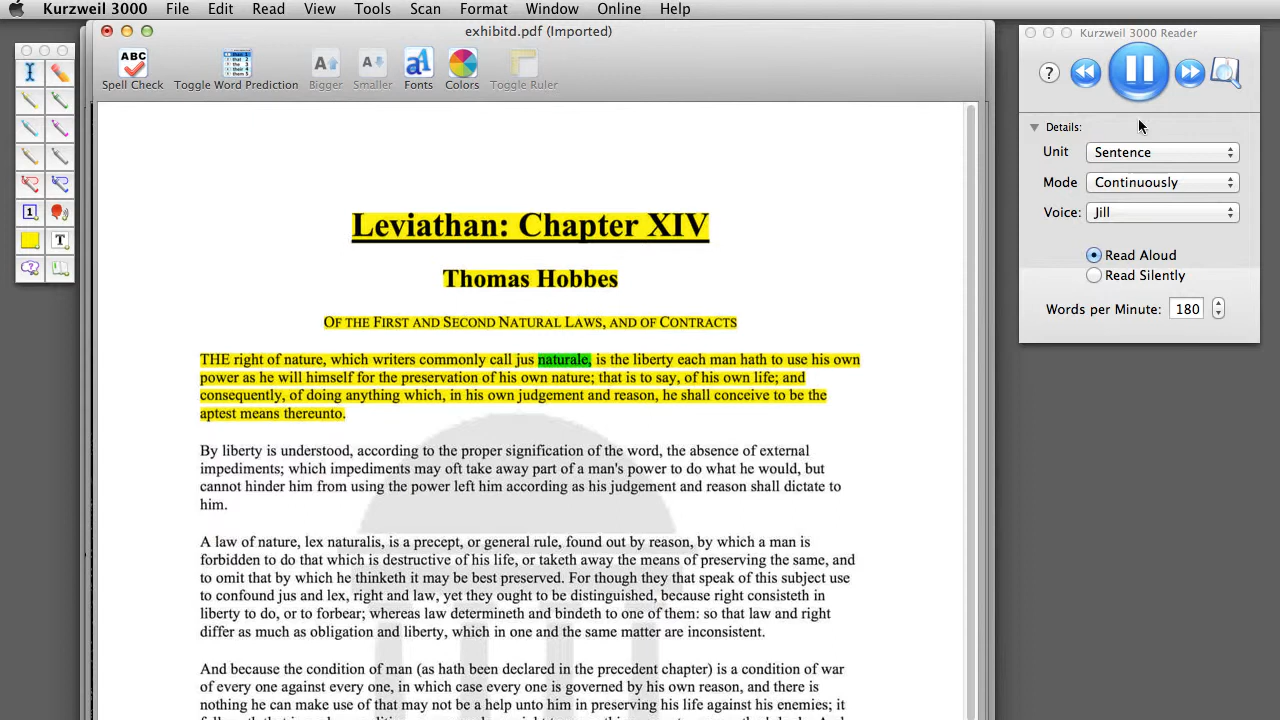 Kurzweil 3000 File Edit Read View Tools Scan Format Window Online Help
exhibitd.pdf (Imported)
ABC
Spell Check Toggle Word Prediction Bigger Smaller Fonts Colors Toggle Ruler
Kurzweil 3000 Reader
?
Details:
Unit Sentence
Mode Continuously
Voice: Jill
Read Aloud
Read Silently
Words per Minute: 180
1
T
Leviathan: Chapter XIV
Thomas Hobbes
OF THE FIRST AND SECOND NATURAL LAWS, AND OF CONTRACTS
THE right of nature, which writers commonly call jus naturale, is the liberty each man hath to use his own
power as he will himself for the preservation of his own nature; that is to say, of his own life; and
consequently, of doing anything which, in his own judgement and reason, he shall conceive to be the
aptest means thereunto.
By liberty is understood, according to the proper signification of the word, the absence of external
impediments; which impediments may oft take away part of a man's power to do what he would, but
cannot hinder him from using the power left him according as his judgement and reason shall dictate to
him.
A law of nature, lex naturalis, is a precept, or general rule, found out by reason, by which a man is
forbidden to do that which is destructive of his life, or taketh away the means of preserving the same, and
to omit that by which he thinketh it may be best preserved. For though they that speak of this subject use
to confound jus and lex, right and law, yet they ought to be distinguished, because right consisteth in
liberty to do, or to forbear; whereas law determineth and bindeth to one of them: so that law and right
differ as much as obligation and liberty, which in one and the same matter are inconsistent.
And because the condition of man (as hath been declared in the precedent chapter) is a condition of war
of every one against every one, in which case every one is governed by his own reason, and there is
nothing he can make use of that may not be a help unto him in preserving his life against his enemies; it